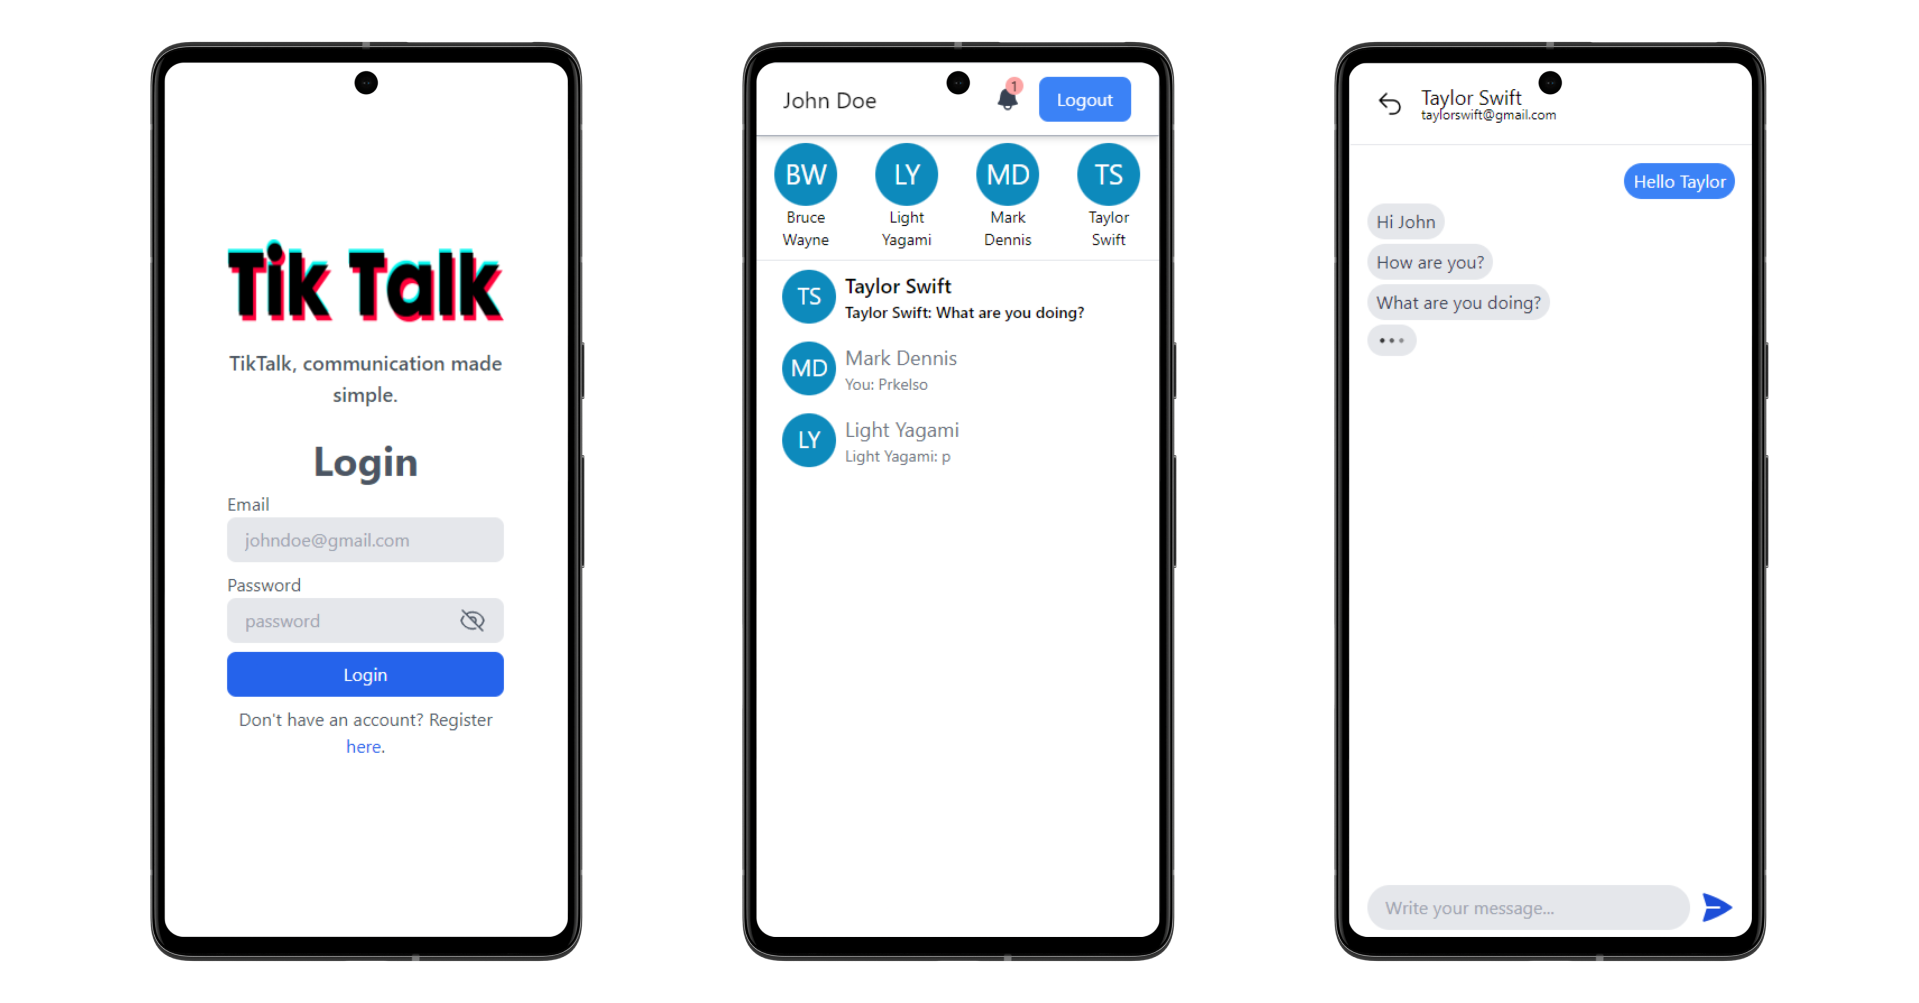 Tik Talk
TikTalk, communication made
simple.
Login
Email
johndoe@gmail.com
Password
password
Login
Don't have an account? Register
here.
John Doe
1
Logout
BW
LY
MD
TS
Bruce
Wayne
Light
Yagami
Mark
Dennis
Taylor
Swift
TS
Taylor Swift
Taylor Swift: What are you doing?
MD
Mark Dennis
You: Prkelso
LY
Light Yagami
Light Yagami: p
Taylor Swift
taylorswift@gmail.com
Hello Taylor
Hi John
How are you?
What are you doing?
Write your message...